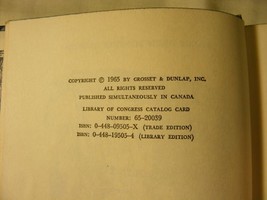 COPYRIGHT © 1965 BY GROSSET & DUNLAP, INC.
ALL RIGHTS RESERVED
PUBLISHED SIMULTANEOUSLY IN CANADA
LIBRARY OF CONGRESS CATALOG CARD
NUMBER: 65-20039
ISBN: 0-448-09505-X (TRADE EDITION)
ISBN: 0-448-19505-4 (LIBRARY EDITION)